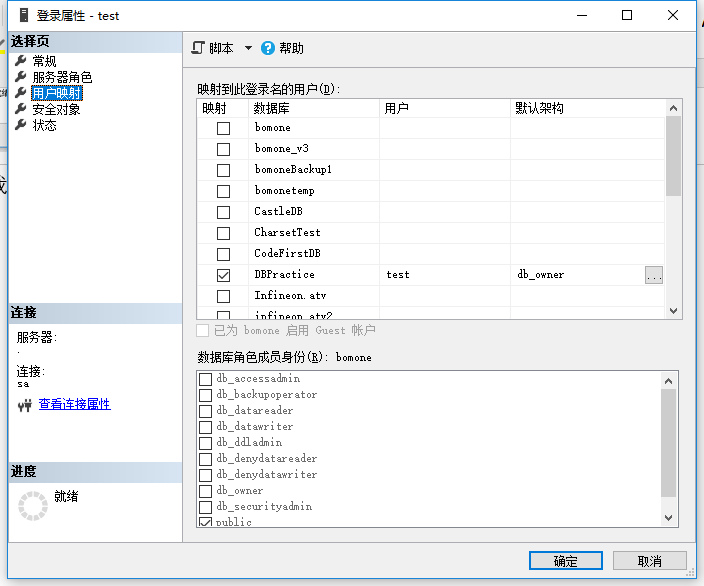 登录属性 - test
选择页
常规
服务器角色
用户映射
安全对象
状态
脚本 帮助
映射到此登录名的用户(D):
映射 数据库 用户 默认架构
bomone
bomone_v3
bomoneBackup1
bomonetemp
CastleDB
CharsetTest
CodeFirstDB
DBPractice test db_owner ...
Infineon.atv
infineon_atv2
已为 bomone 启用 Guest 帐户
数据库角色成员身份(R): bomone
db_accessadmin
db_backupoperator
db_datareader
db_datawriter
db_ddladmin
db_denydatareader
db_denydatawriter
db_owner
db_securityadmin
public
连接
服务器:
.
连接:
sa
查看连接属性
进度
就绪
确定 取消